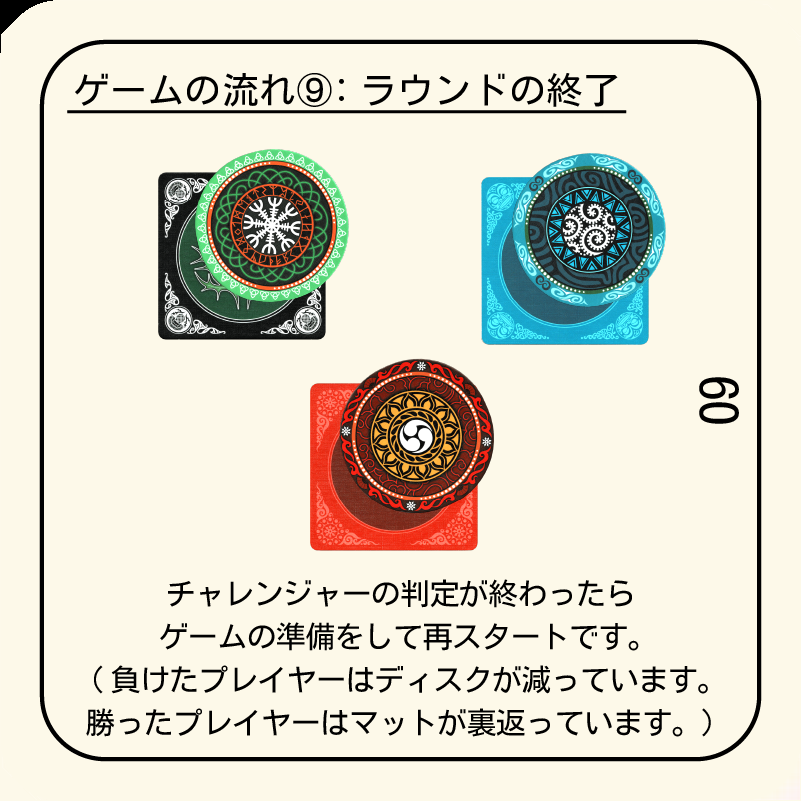 ゲームの流れ⑨：ラウンドの終了
09
チャレンジャーの判定が終わったら
ゲームの準備をして再スタートです。
（負けたプレイヤーはディスクが減っています。
勝ったプレイヤーはマットが裏返っています。）